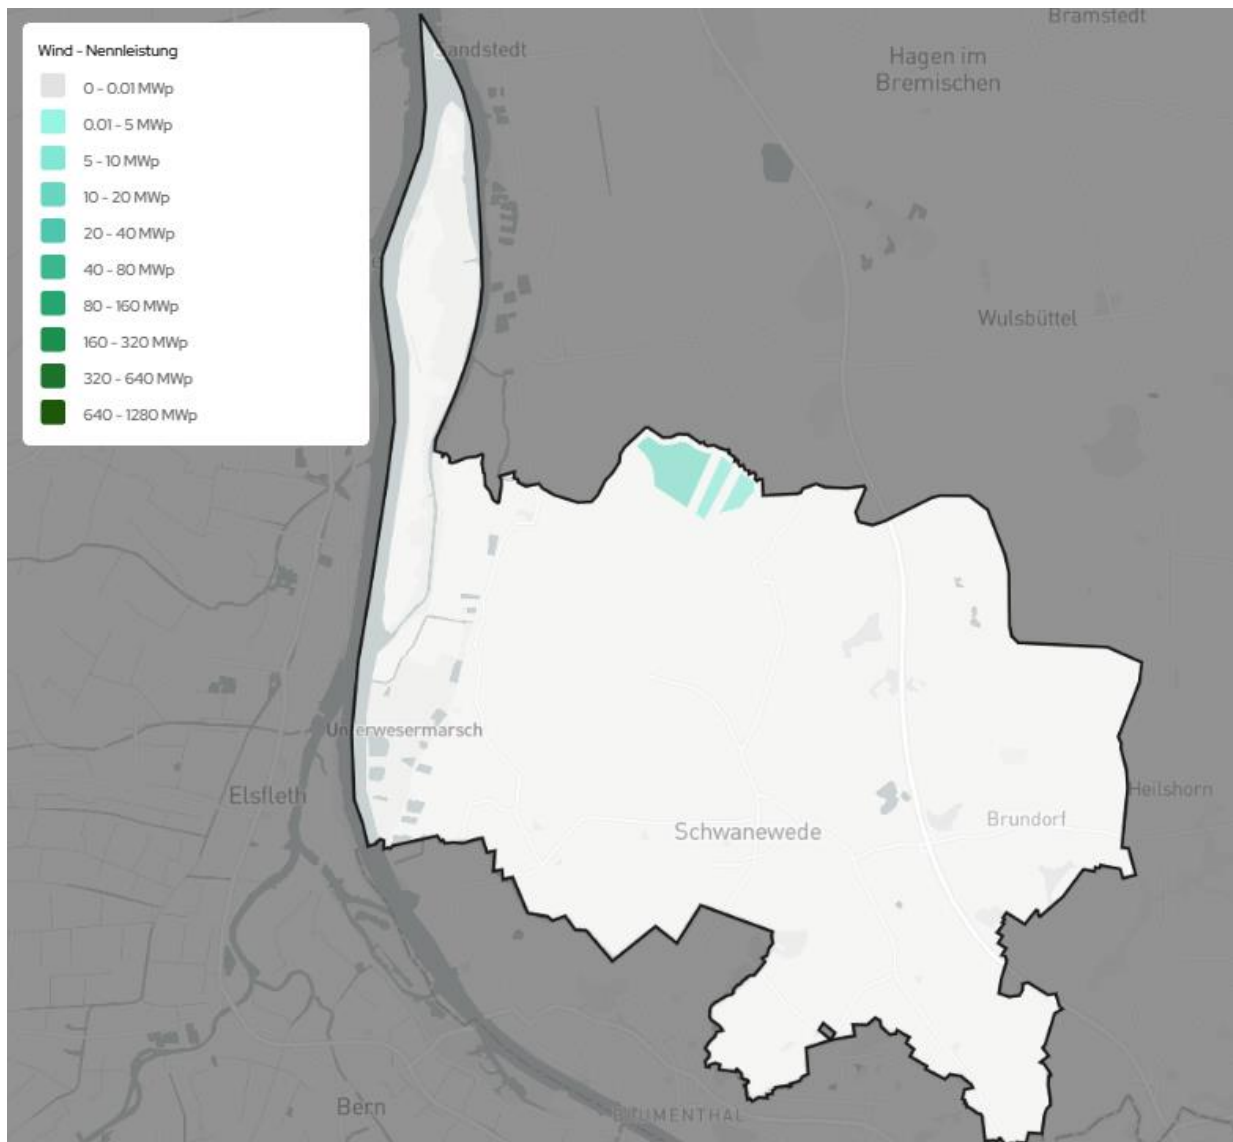 Wind - Nennleistung
0 - 0.01 MWp
0.01 - 5 MWp
5 - 10 MWp
10 - 20 MWp
20 - 40 MWp
40 - 80 MWp
80 - 160 MWp
160 - 320 MWp
320 - 640 MWp
640 - 1280 MWp
Bramstedt
Sandstedt
Hagen im
Bremischen
Wulsbüttel
Unterwesermarsch
Elsfleth
Heilshorn
Schwanewede
Brundorf
Bern
BLUMENTHAL